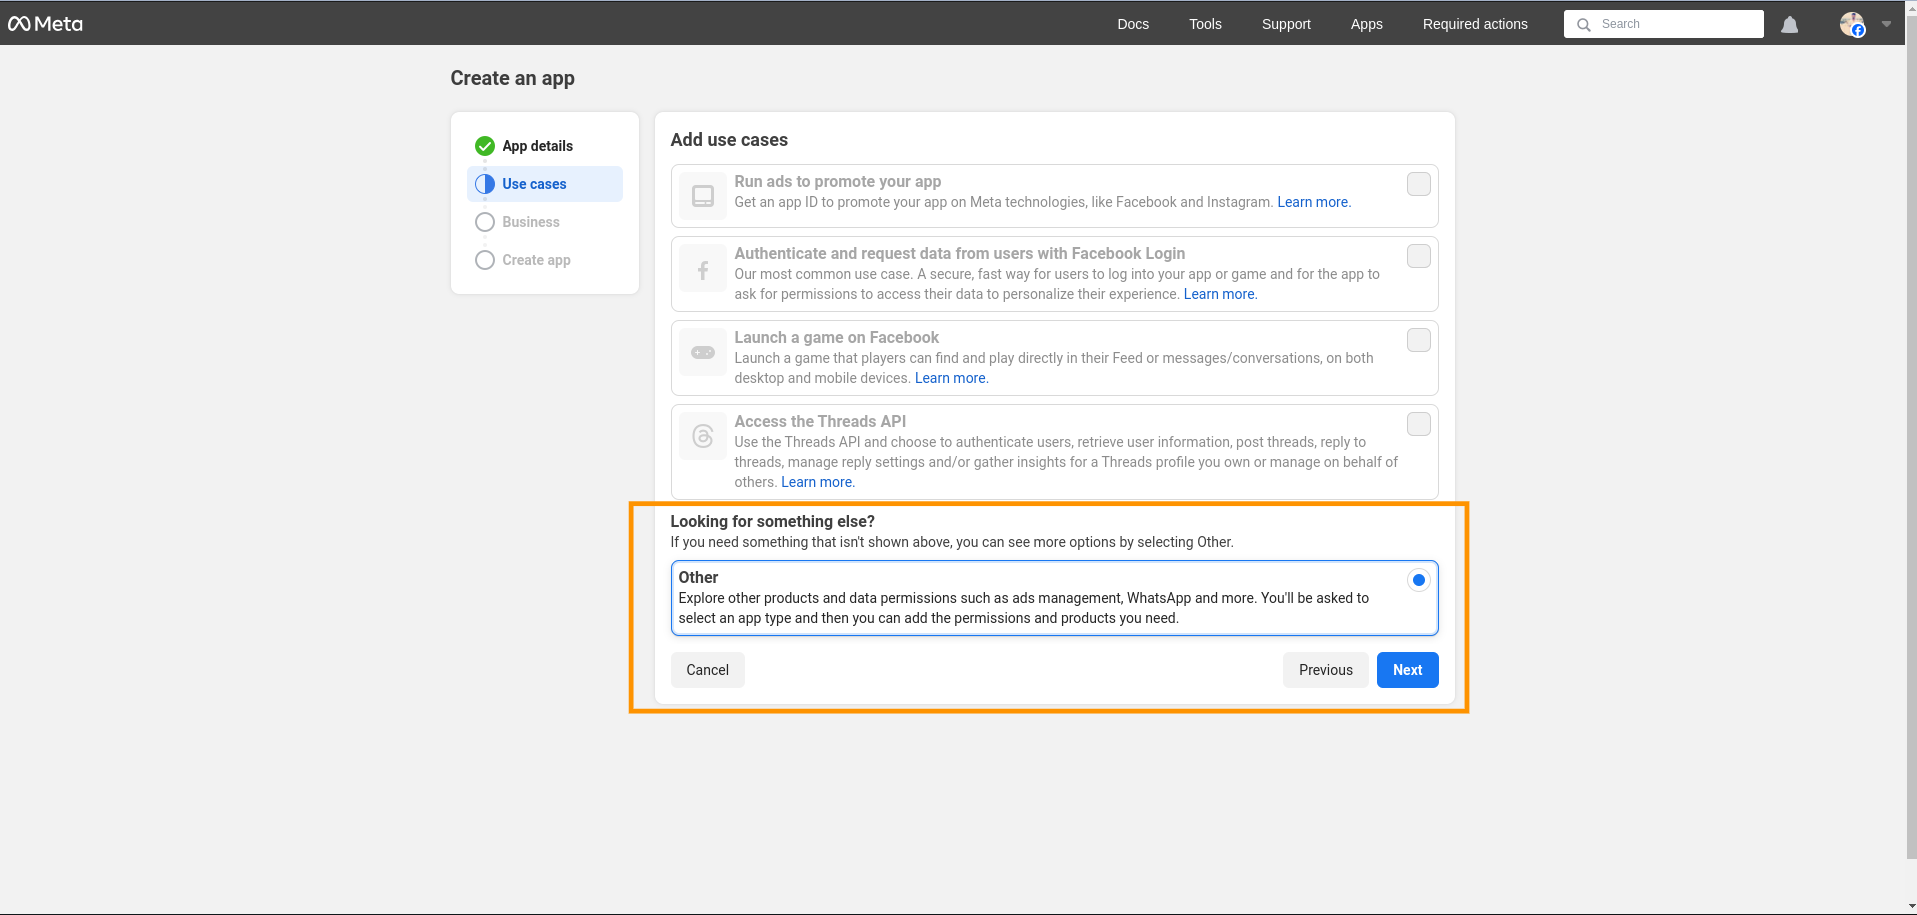 Meta
Docs
Tools
Support
Apps
Required actions
Search
Create an app
App details
Use cases
Business
Create app
Add use cases
Run ads to promote your app
Get an app ID to promote your app on Meta technologies, like Facebook and Instagram. Learn more.
Authenticate and request data from users with Facebook Login
Our most common use case. A secure, fast way for users to log into your app or game and for the app to
ask for permissions to access their data to personalize their experience. Learn more.
Launch a game on Facebook
Launch a game that players can find and play directly in their Feed or messages/conversations, on both
desktop and mobile devices. Learn more.
Access the Threads API
Use the Threads API and choose to authenticate users, retrieve user information, post threads, reply to
threads, manage reply settings and/or gather insights for a Threads profile you own or manage on behalf of
others. Learn more.
Looking for something else?
If you need something that isn't shown above, you can see more options by selecting Other.
Other
Explore other products and data permissions such as ads management, WhatsApp and more. You'll be asked to
select an app type and then you can add the permissions and products you need.
Cancel
Previous
Next